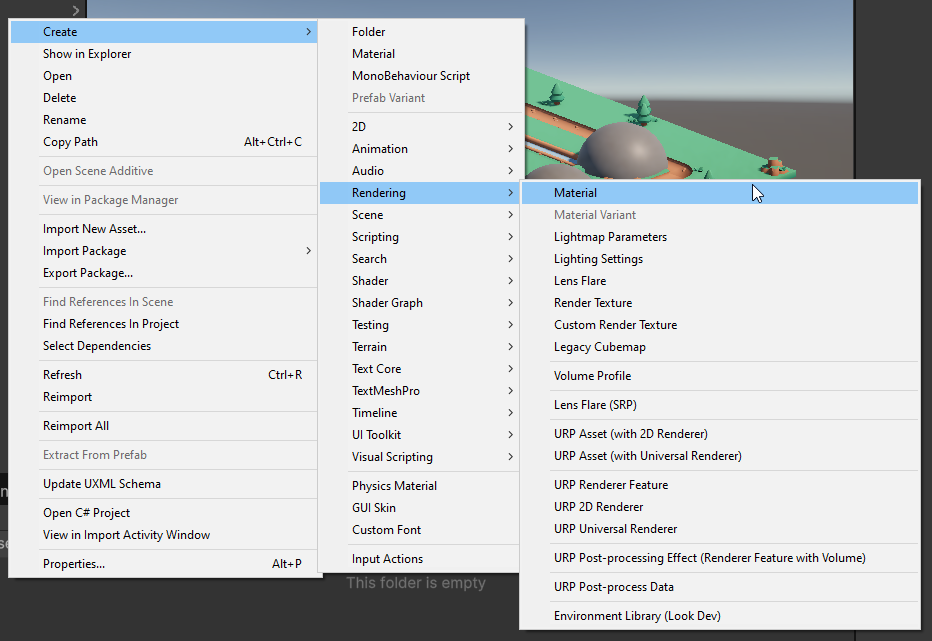 Create
Show in Explorer
Open
Delete
Rename
Copy Path Alt+Ctrl+C
Open Scene Additive
View in Package Manager
Import New Asset...
Import Package
Export Package...
Find References In Scene
Find References In Project
Select Dependencies
Refresh Ctrl+R
Reimport
Reimport All
Extract From Prefab
Update UXML Schema
Open C# Project
View in Import Activity Window
Properties... Alt+P
Folder
Material
MonoBehaviour Script
Prefab Variant
2D
Animation
Audio
Rendering
Scene
Scripting
Search
Shader
Shader Graph
Testing
Terrain
Text Core
TextMeshPro
Timeline
UI Toolkit
Visual Scripting
Physics Material
GUI Skin
Custom Font
Input Actions
This folder is empty
Material
Material Variant
Lightmap Parameters
Lighting Settings
Lens Flare
Render Texture
Custom Render Texture
Legacy Cubemap
Volume Profile
Lens Flare (SRP)
URP Asset (with 2D Renderer)
URP Asset (with Universal Renderer)
URP Renderer Feature
URP 2D Renderer
URP Universal Renderer
URP Post-processing Effect (Renderer Feature with Volume)
URP Post-process Data
Environment Library (Look Dev)